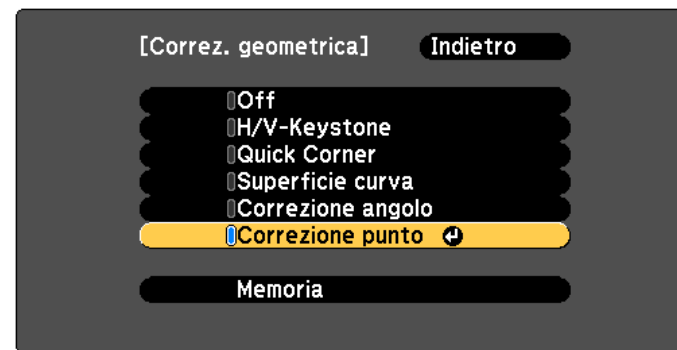 [Correz. geometrica] Indietro
Off
H/V-Keystone
Quick Corner
Superficie curva
Correzione angolo
Correzione punto
Memoria